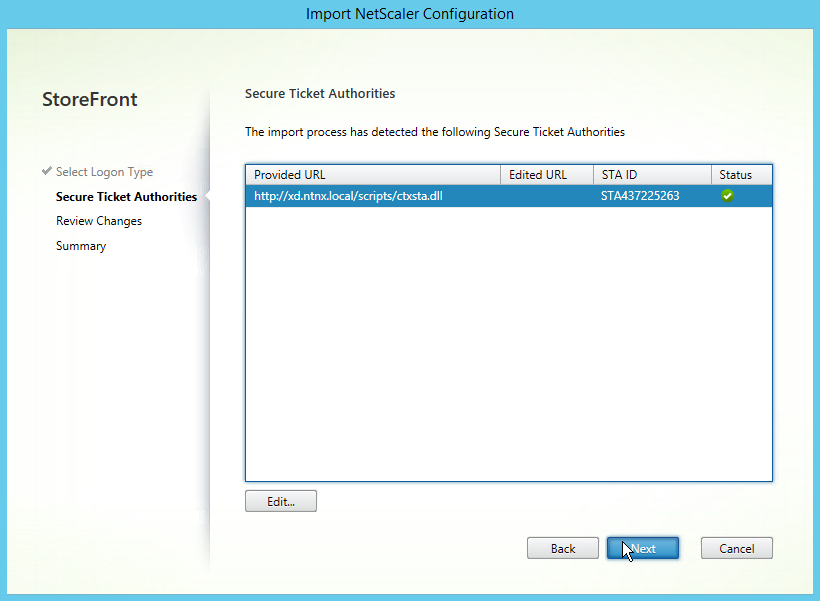 Import NetScaler Configuration
StoreFront
Select Logon Type
Secure Ticket Authorities
Review Changes
Summary
Secure Ticket Authorities
The import process has detected the following Secure Ticket Authorities
Provided URL Edited URL STA ID Status
http://xd.ntnx.local/scripts/ctxsta.dll STA437225263
Edit...
Back Next Cancel